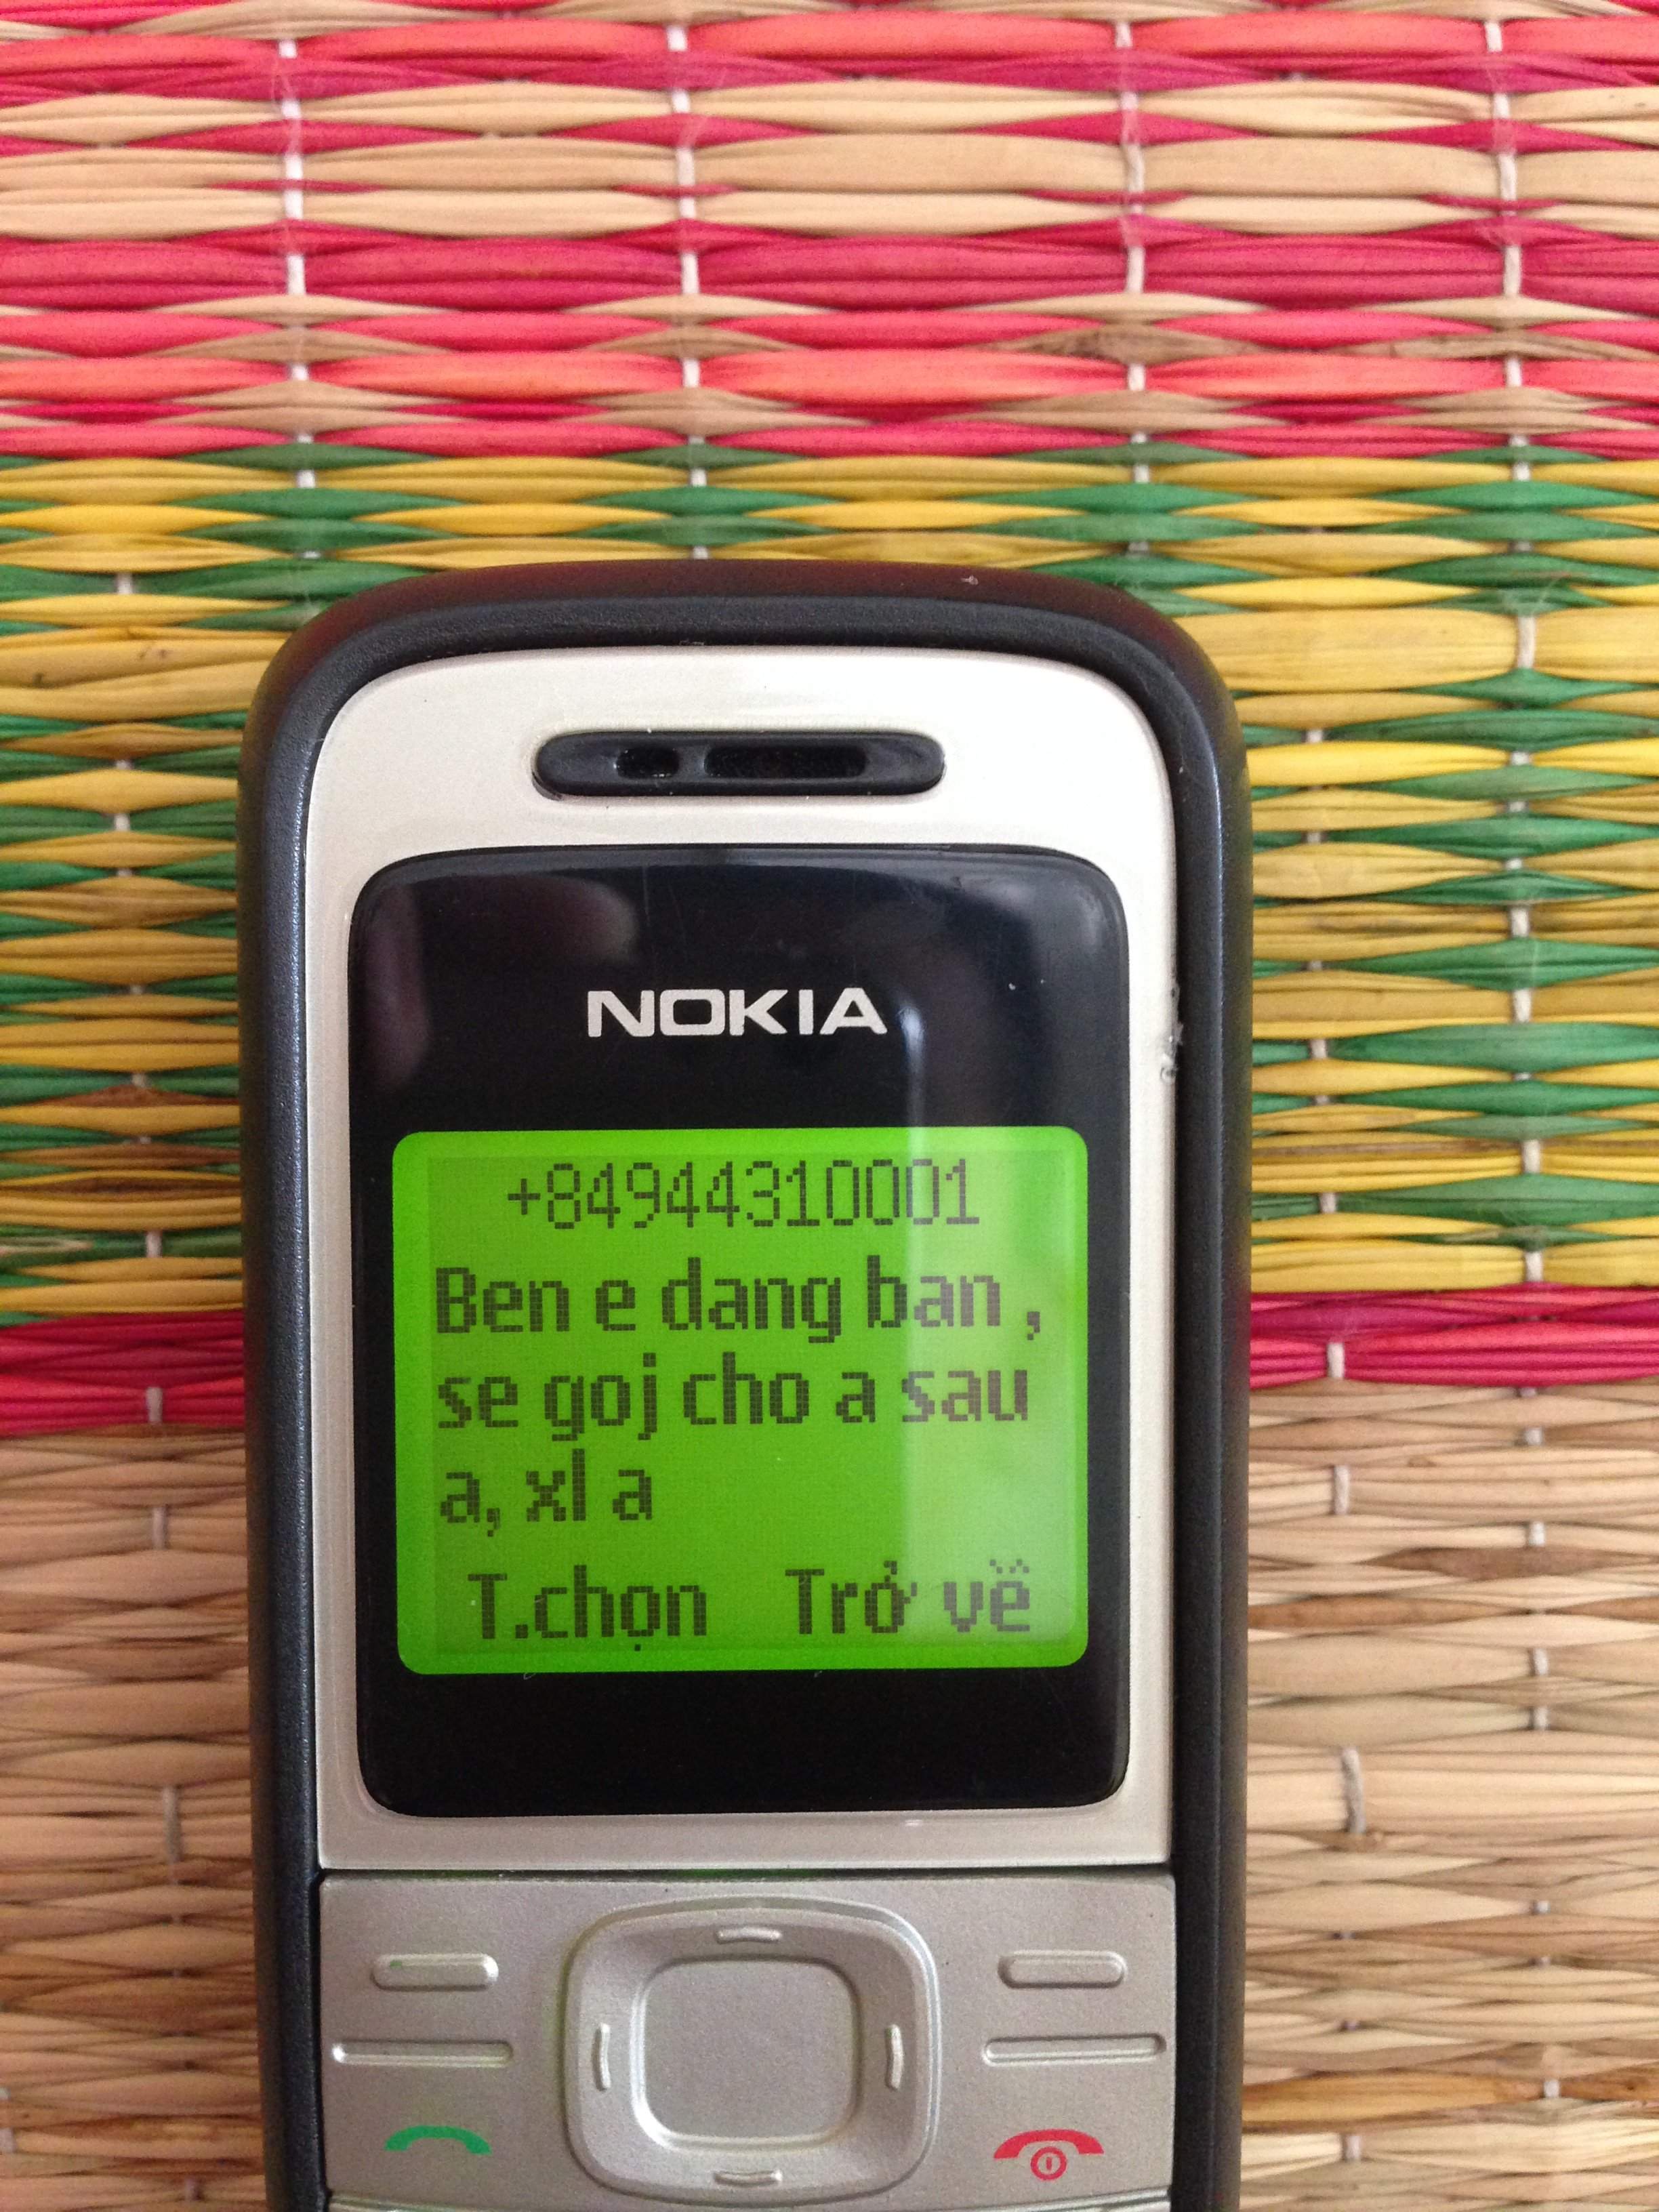 NOKIA
+84944310001
Ben e dang ban ,
se goj cho a sau
a, xl a
T.chọn Trở về